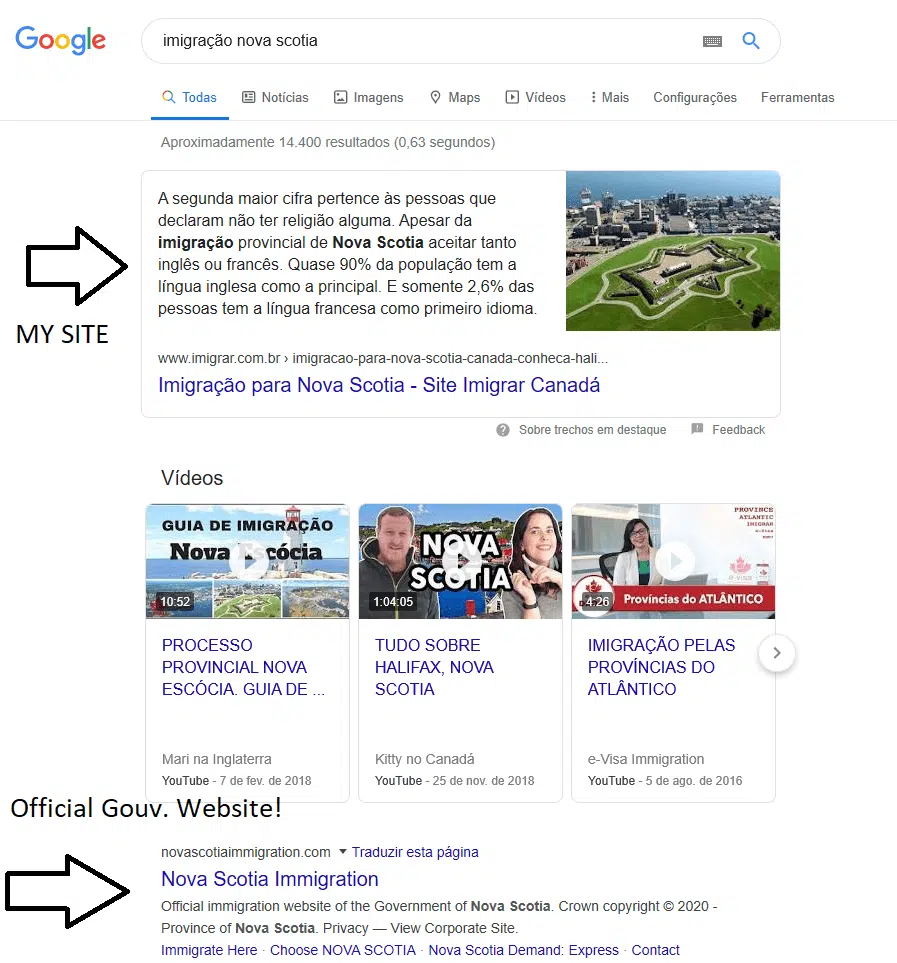 Google
imigração nova scotia
Todas Notícias Imagens Maps Vídeos Mais Configurações Ferramentas
Aproximadamente 14.400 resultados (0,63 segundos)
A segunda maior cifra pertence às pessoas que
declaram não ter religião alguma. Apesar da
imigração provincial de Nova Scotia aceitar tanto
inglês ou francês. Quase 90% da população tem a
língua inglesa como a principal. E somente 2,6% das
pessoas tem a língua francesa como primeiro idioma.
MY SITE
www.imigrar.com.br › imigracao-para-nova-scotia-canada-conheca-hali...
Imigração para Nova Scotia - Site Imigrar Canadá
Sobre trechos em destaque Feedback
Vídeos
GUIA DE IMIGRAÇÃO
Nova Escócia
10:52
PROCESSO
PROVINCIAL NOVA
ESCÓCIA. GUIA DE ...
Mari na Inglaterra
YouTube - 7 de fev. de 2018
NOVA
SCOTIA
1:04:05
TUDO SOBRE
HALIFAX, NOVA
SCOTIA
Kitty no Canadá
YouTube - 25 de nov. de 2018
PROVINCE
ATLANTIC
IMIGRAR
e-visa
Províncias do ATLÂNTICO
4:26
IMIGRAÇÃO PELAS
PROVÍNCIAS DO
ATLÂNTICO
e-Visa Immigration
YouTube - 5 de ago. de 2016
Official Gouv. Website!
novascotiaimmigration.com Traduzir esta página
Nova Scotia Immigration
Official immigration website of the Government of Nova Scotia. Crown copyright © 2020 -
Province of Nova Scotia. Privacy — View Corporate Site.
Immigrate Here · Choose NOVA SCOTIA · Nova Scotia Demand: Express · Contact